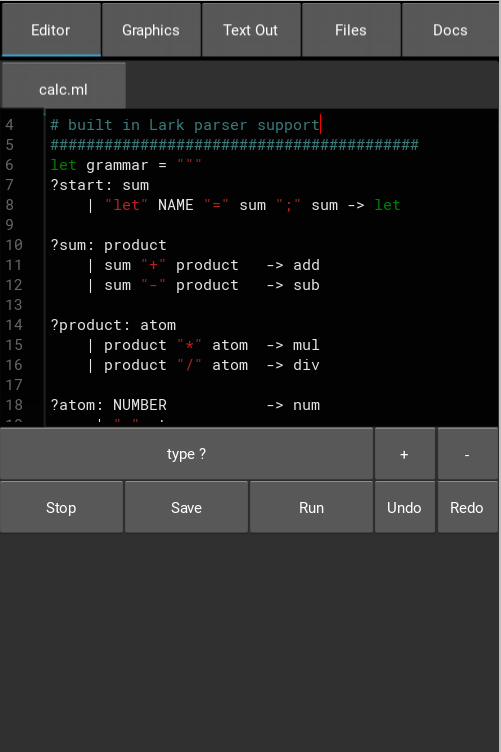 Editor Graphics Text Out Files Docs
calc.ml
4 # built in Lark parser support
5 #########################################
6 let grammar = """
7 ?start: sum
8     | "let" NAME "=" sum ";" sum -> let
9
10 ?sum: product
11     | sum "+" product   -> add
12     | sum "-" product   -> sub
13
14 ?product: atom
15     | product "*" atom  -> mul
16     | product "/" atom  -> div
17
18 ?atom: NUMBER           -> num
type ? + -
Stop Save Run Undo Redo